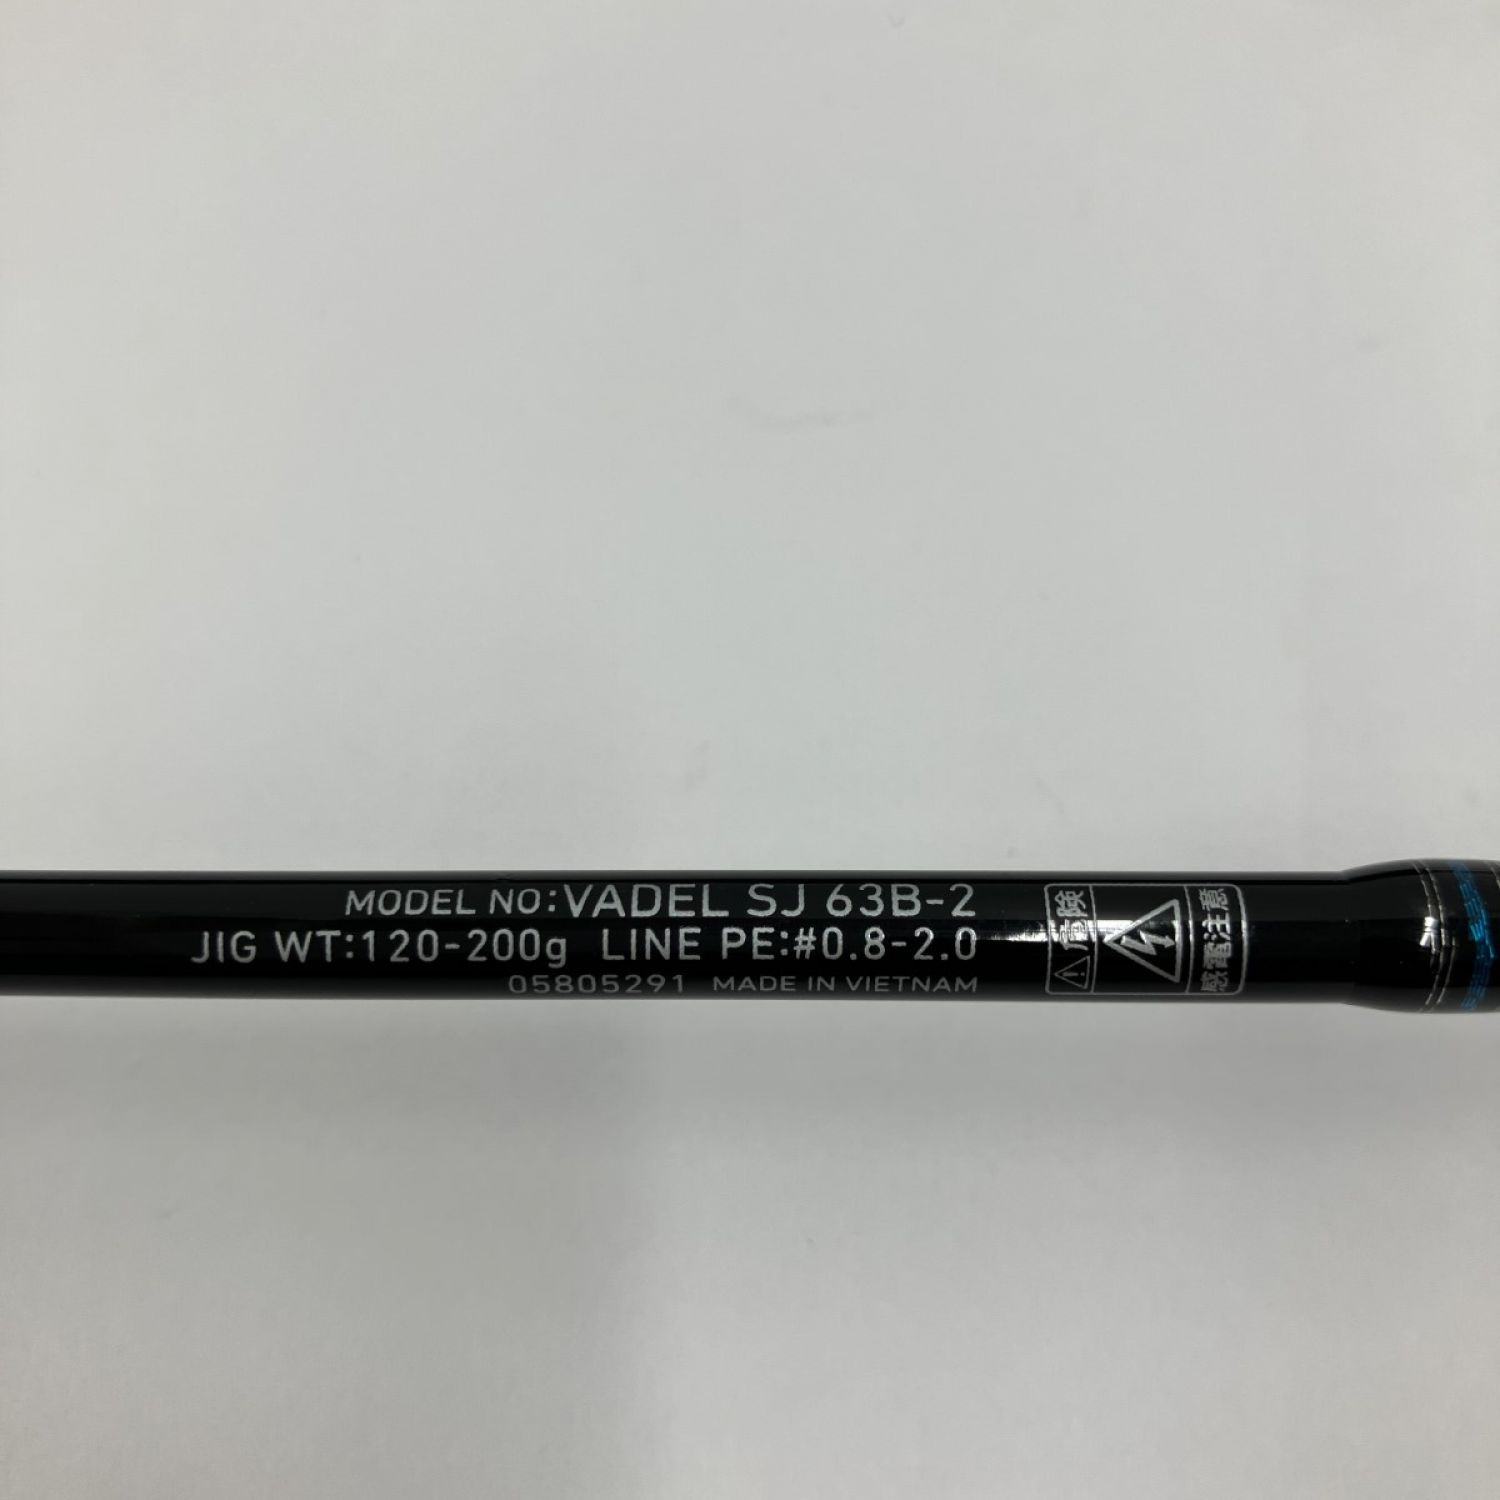 MODEL NO:VADEL SJ 63B-2
JIG WT:120-200g LINE PE:#0.8-2.0
05805291 MADE IN VIETNAM
危険
感電注意